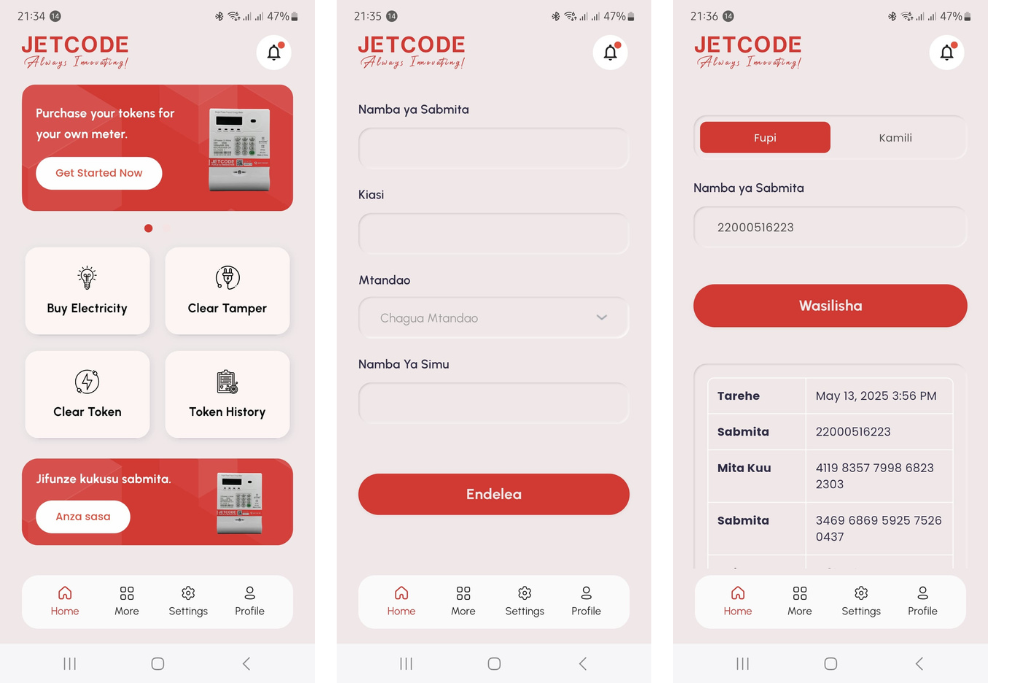 21:34 14 47%
JETCODE
Always Innovating!
Purchase your tokens for
your own meter.
Get Started Now
JETCODE
Buy Electricity
Clear Tamper
Clear Token
Token History
Jifunze kukusu sabmita.
Anza sasa
JETCODE
Home More Settings Profile
21:35 14 47%
JETCODE
Always Innovating!
Namba ya Sabmita
Kiasi
Mtandao
Chagua Mtandao
Namba Ya Simu
Endelea
Home More Settings Profile
21:36 14 47%
JETCODE
Always Innovating!
Fupi Kamili
Namba ya Sabmita
22000516223
Wasilisha
Tarehe May 13, 2025 3:56 PM
Sabmita 22000516223
Mita Kuu 4119 8357 7998 6823
2303
Sabmita 3469 6869 5925 7526
0437
Home More Settings Profile